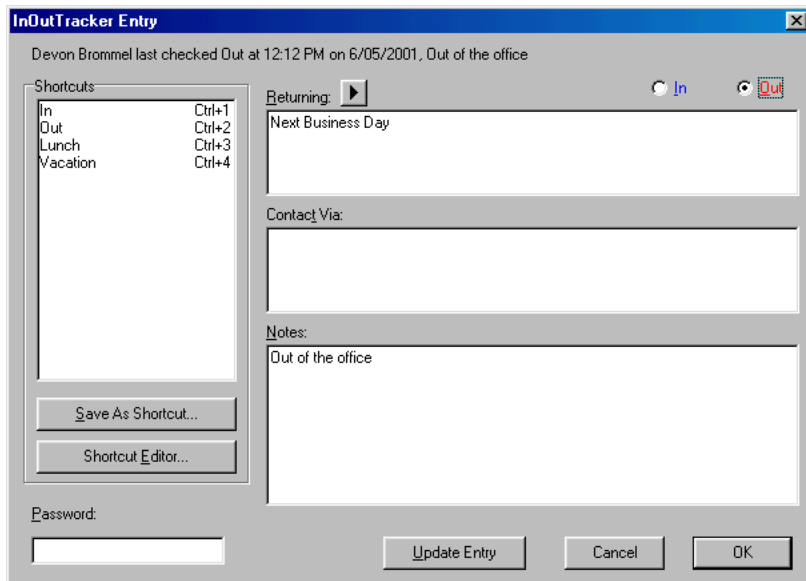 InOutTracker Entry
Devon Brommel last checked Out at 12:12 PM on 6/05/2001, Out of the office
Shortcuts
In Ctrl+1
Out Ctrl+2
Lunch Ctrl+3
Vacation Ctrl+4
Save As Shortcut...
Shortcut Editor...
Password:
Returning:
In Out
Next Business Day
Contact Via:
Notes:
Out of the office
Update Entry Cancel OK